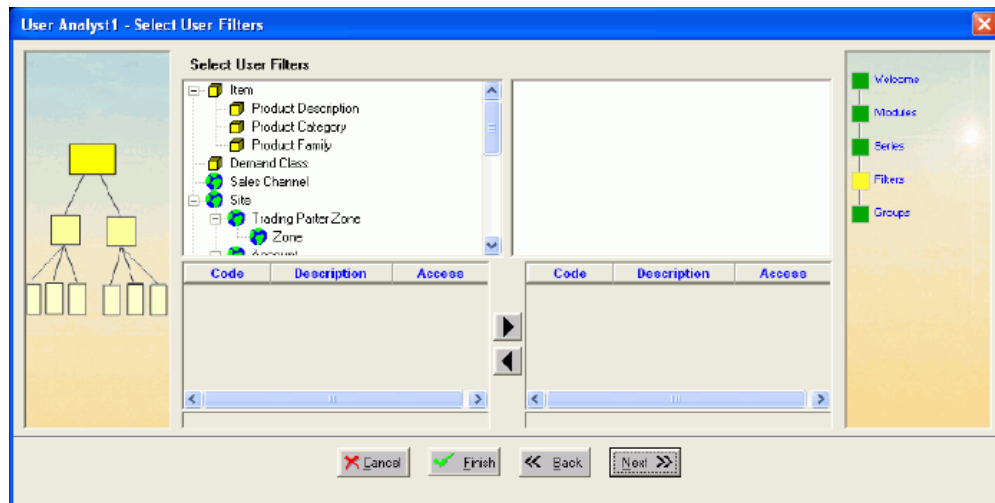 User Analyst1 - Select User Filters
Select User Filters
Item
Product Description
Product Category
Product Family
Demand Class
Sales Channel
Site
Trading Parter Zone
Zone
Account
Code Description Access
Code Description Access
Welcome
Modules
Series
Filters
Groups
Cancel Finish Back Next